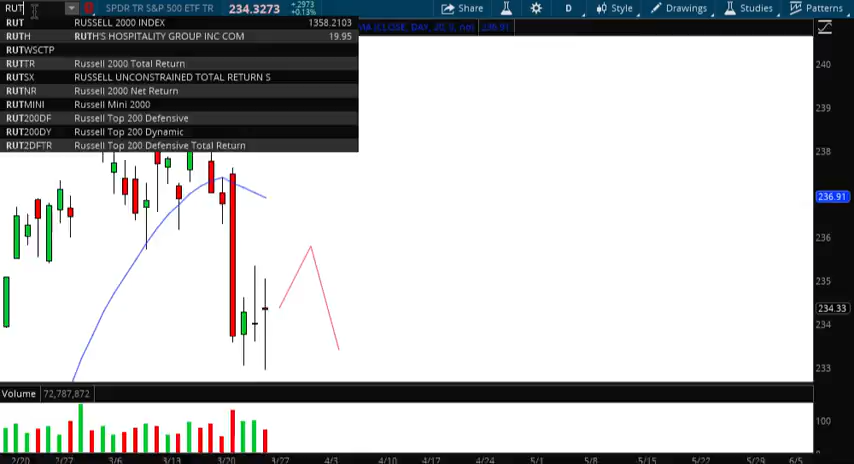 RUT SPDR TR S&P 500 ETF TR 234.3273 +.2973 +0.13% Share D Style Drawings Studies Patterns
RUT RUSSELL 2000 INDEX 1358.2103
RUTH RUTH'S HOSPITALITY GROUP INC COM 19.95
RUTWSCTP
RUTTR Russell 2000 Total Return
RUTSX RUSSELL UNCONSTRAINED TOTAL RETURN S
RUTNR Russell 2000 Net Return
RUTMINI Russell Mini 2000
RUT200DF Russell Top 200 Defensive
RUT200DY Russell Top 200 Dynamic
RUT2DFTR Russell Top 200 Defensive Total Return
240
239
238
236.91
236
235
234.33
234
233
Volume 72,787,872
100
2/20 2/27 3/6 3/13 3/20 3/27 4/3 4/10 4/17 4/24 5/1 5/8 5/15 5/22 5/29 6/5